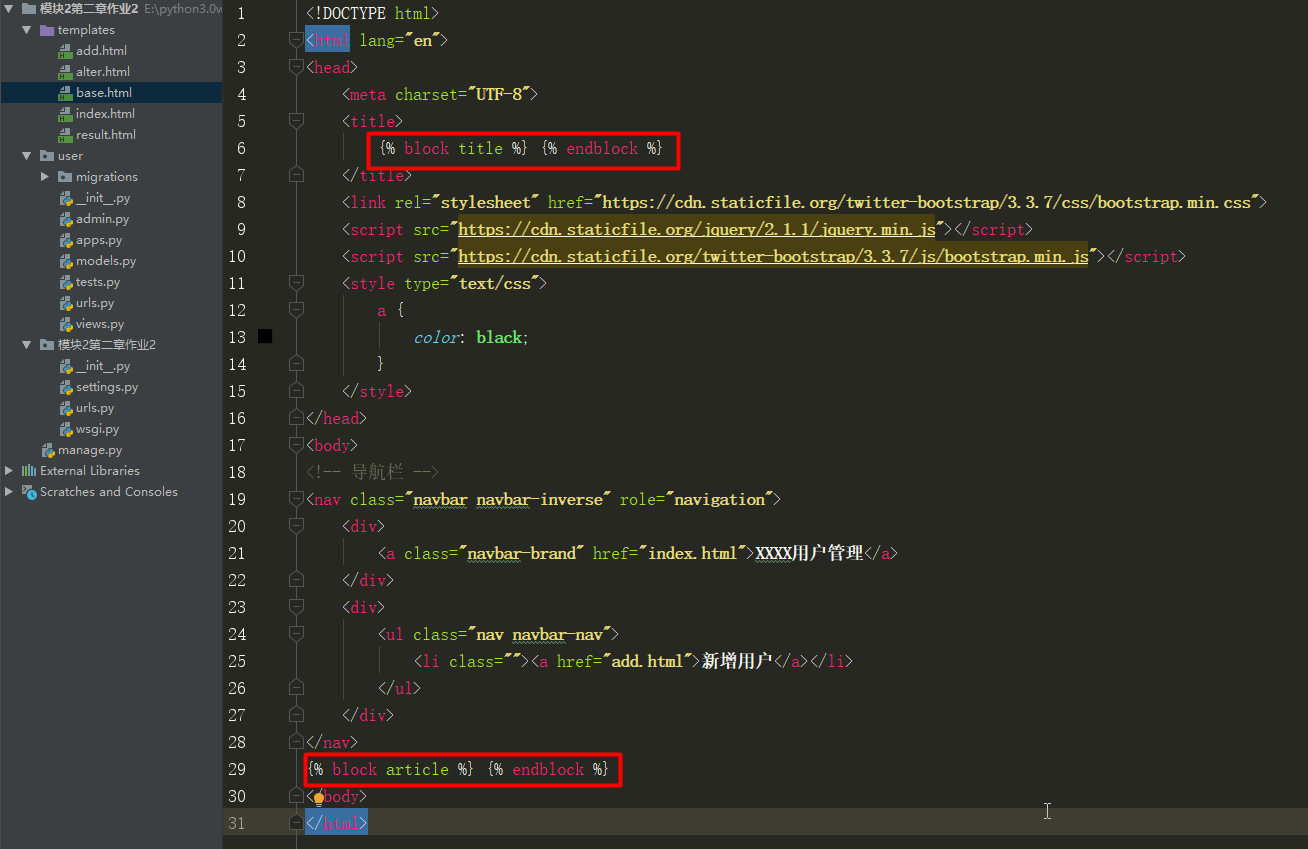 模块2第二章作业2 E:\python3.0w
templates
add.html
alter.html
base.html
index.html
result.html
user
migrations
__init__.py
admin.py
apps.py
models.py
tests.py
urls.py
views.py
模块2第二章作业2
__init__.py
settings.py
urls.py
wsgi.py
manage.py
External Libraries
Scratches and Consoles
1 <!DOCTYPE html>
2 <html lang="en">
3 <head>
4 <meta charset="UTF-8">
5 <title>
6 {% block title %} {% endblock %}
7 </title>
8 <link rel="stylesheet" href="https://cdn.staticfile.org/twitter-bootstrap/3.3.7/css/bootstrap.min.css">
9 <script src="https://cdn.staticfile.org/jquery/2.1.1/jquery.min.js"></script>
10 <script src="https://cdn.staticfile.org/twitter-bootstrap/3.3.7/js/bootstrap.min.js"></script>
11 <style type="text/css">
12 a {
13 color: black;
14 }
15 </style>
16 </head>
17 <body>
18 <!-- 导航栏 -->
19 <nav class="navbar navbar-inverse" role="navigation">
20 <div>
21 <a class="navbar-brand" href="index.html">XXXX用户管理</a>
22 </div>
23 <div>
24 <ul class="nav navbar-nav">
25 <li class=""><a href="add.html">新增用户</a></li>
26 </ul>
27 </div>
28 </nav>
29 {% block article %} {% endblock %}
30 </body>
31 </html>